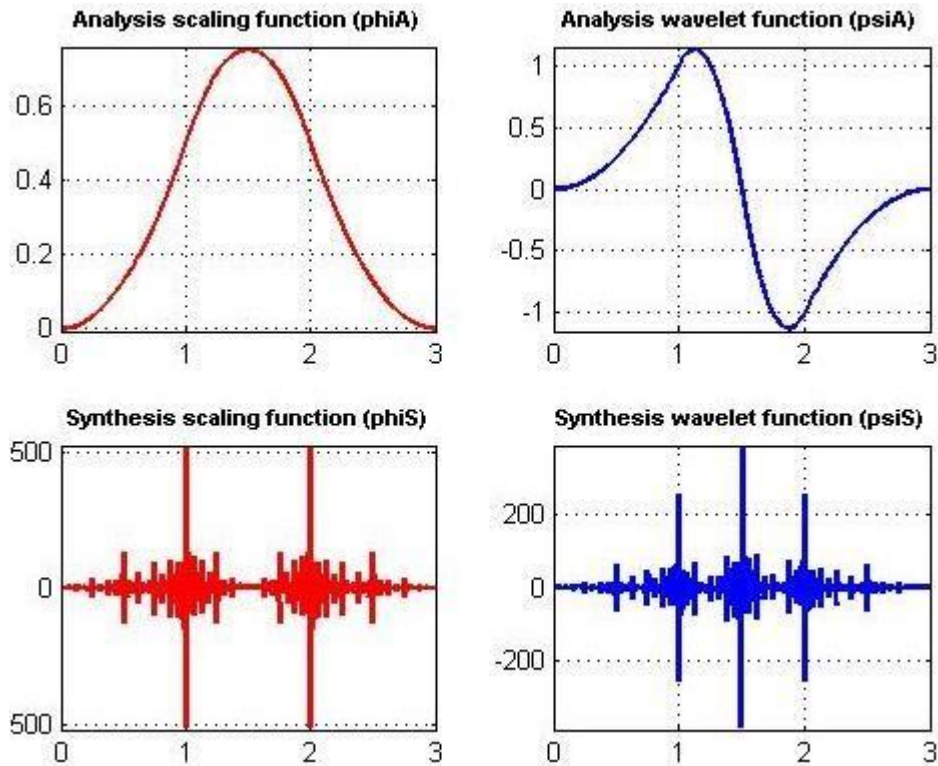 Analysis scaling function (phiA)
0.6
0.4
0.2
0
0 1 2 3
Analysis wavelet function (psiA)
1
0.5
0
-0.5
-1
0 1 2 3
Synthesis scaling function (phiS)
500
0
500
0 1 2 3
Synthesis wavelet function (psiS)
200
0
-200
0 1 2 3